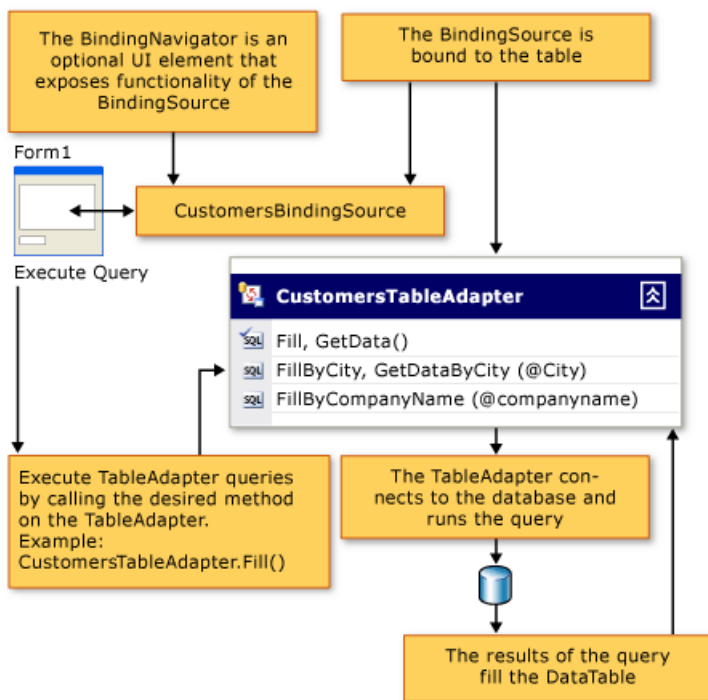 The BindingNavigator is an
optional UI element that
exposes functionality of the
BindingSource
The BindingSource is
bound to the table
Form1
CustomersBindingSource
Execute Query
CustomersTableAdapter
SQL Fill, GetData()
SQL FillByCity, GetDataByCity (@City)
SQL FillByCompanyName (@companyname)
Execute TableAdapter queries
by calling the desired method
on the TableAdapter.
Example:
CustomersTableAdapter.Fill()
The TableAdapter con-
nects to the database and
runs the query
The results of the query
fill the DataTable